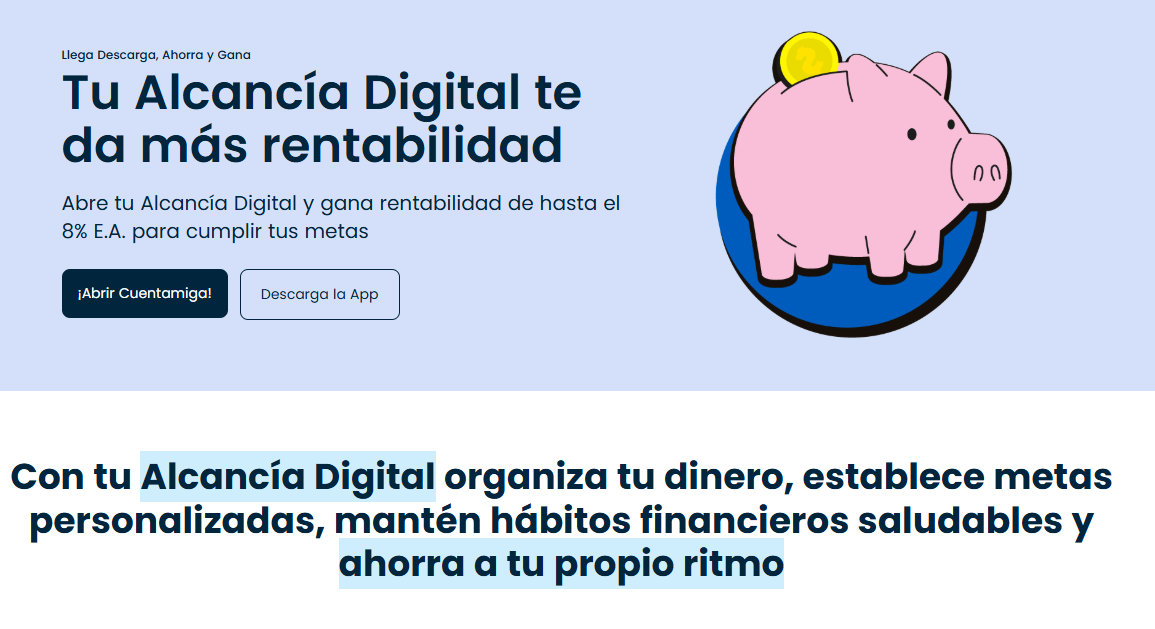 Llega Descarga, Ahorra y Gana
Tu Alcancía Digital te
da más rentabilidad
Abre tu Alcancía Digital y gana rentabilidad de hasta el
8% E.A. para cumplir tus metas
¡Abrir Cuentamiga!
Descarga la App
Con tu Alcancía Digital organiza tu dinero, establece metas
personalizadas, mantén hábitos financieros saludables y
ahorra a tu propio ritmo